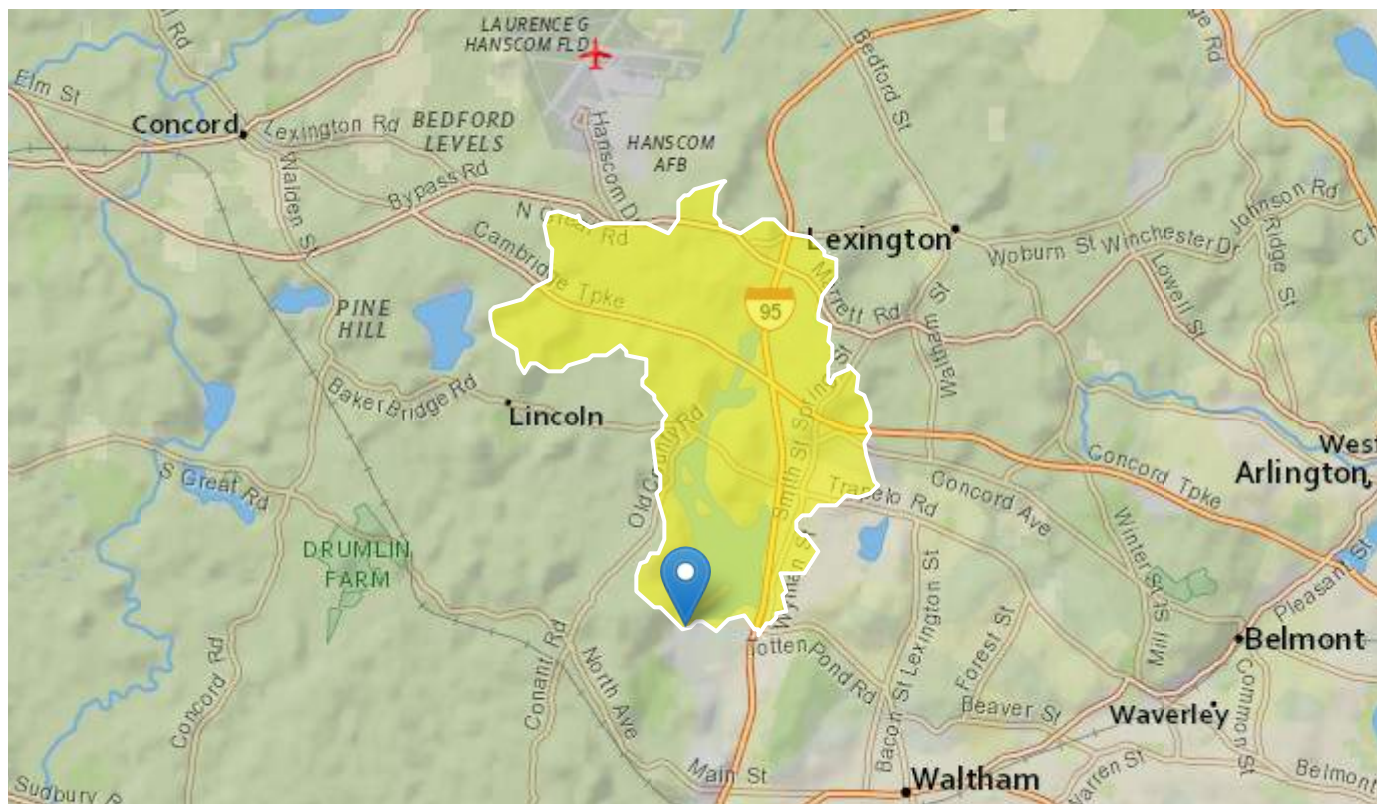 LAURENCE G
HANSCOM FLD
Bedford St
Elm St
Concord
Lexington Rd
BEDFORD
LEVELS
Hanscom Dr
HANSCOM
AFB
Walden St
Bypass Rd
N Great Rd
Lexington
Johnson Rd
Woburn St
Winchester Dr
Ridge St
Cambridge Tpke
Marrett Rd
Lowell St
PINE
HILL
95
Waltham St
Baker Bridge Rd
Lincoln
Spring St
Smith St
Old County Rd
Arlington
Concord Tpke
S Great Rd
Trapelo Rd
Concord Ave
DRUMLIN
FARM
Winter St
Mill St
Pleasant St
Wyman St
Lexington St
Forest St
Belmont
Totten Pond Rd
Concord Rd
Conant Rd
North Ave
Bacon St
Beaver St
Waverley
Common St
Main St
Waltham
Warren St
Belmont
Sudbury R